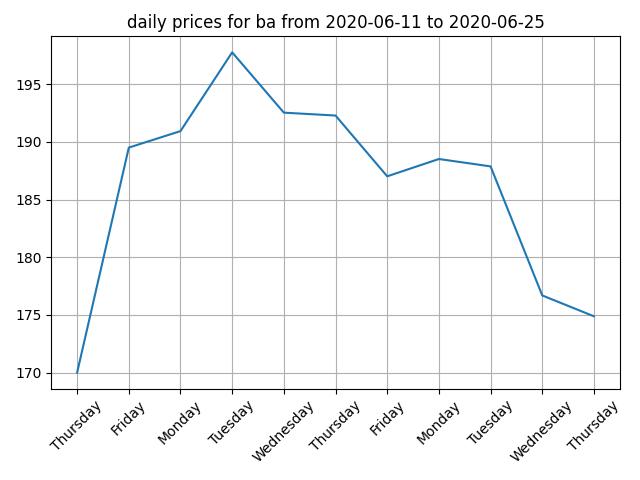 daily prices for ba from 2020-06-11 to 2020-06-25
195
190
185
180
175
170
Thursday
Friday
Monday
Tuesday
Wednesday
Thursday
Friday
Monday
Tuesday
Wednesday
Thursday